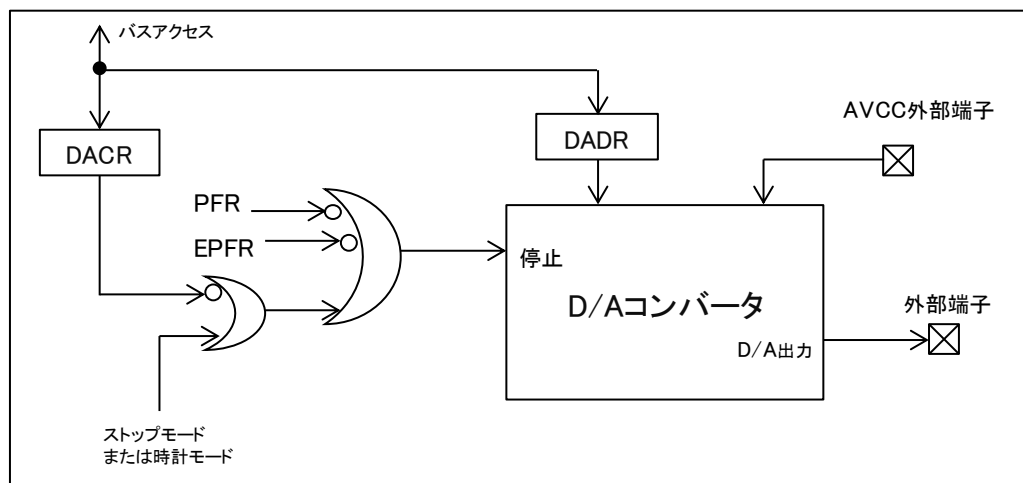 バスアクセス
DACR
DADR
AVCC外部端子
PFR
EPFR
停止
D/Aコンバータ
外部端子
D/A出力
ストップモード
または時計モード